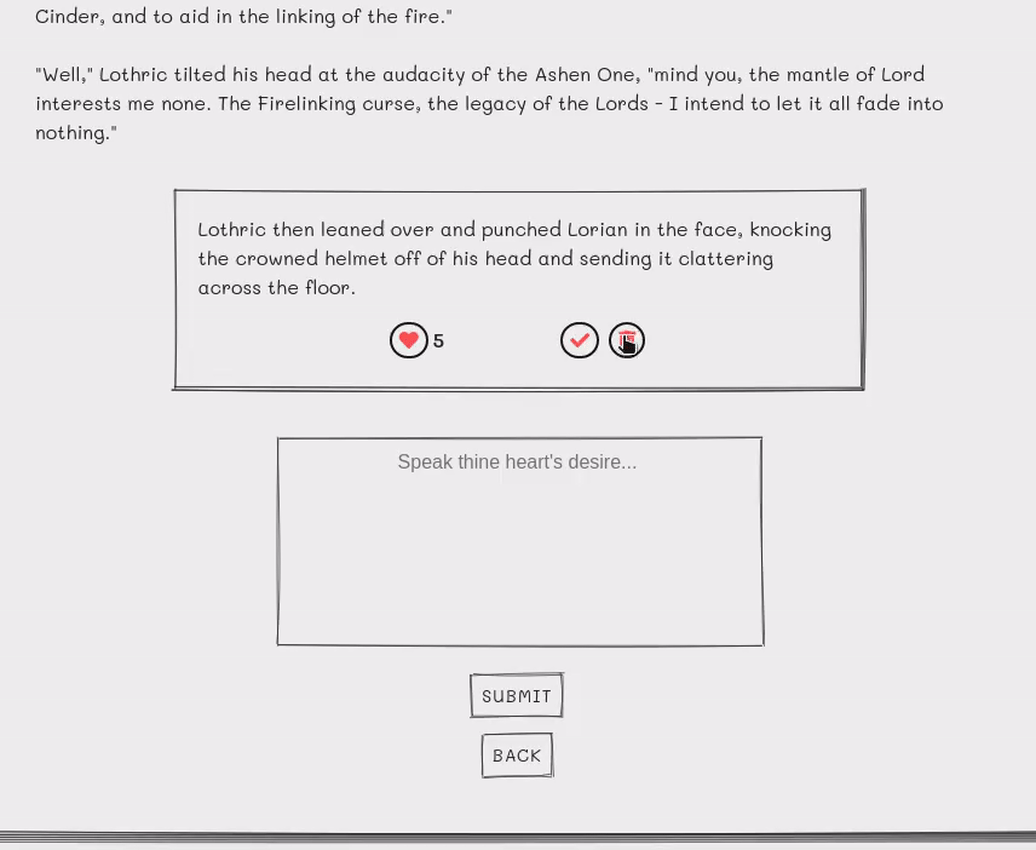 Cinder, and to aid in the linking of the fire."
"Well," Lothric tilted his head at the audacity of the Ashen One, "mind you, the mantle of Lord
interests me none. The Firelinking curse, the legacy of the Lords - I intend to let it all fade into
nothing."
Lothric then leaned over and punched Lorian in the face, knocking
the crowned helmet off of his head and sending it clattering
across the floor.
5
Speak thine heart's desire...
SUBMIT
BACK